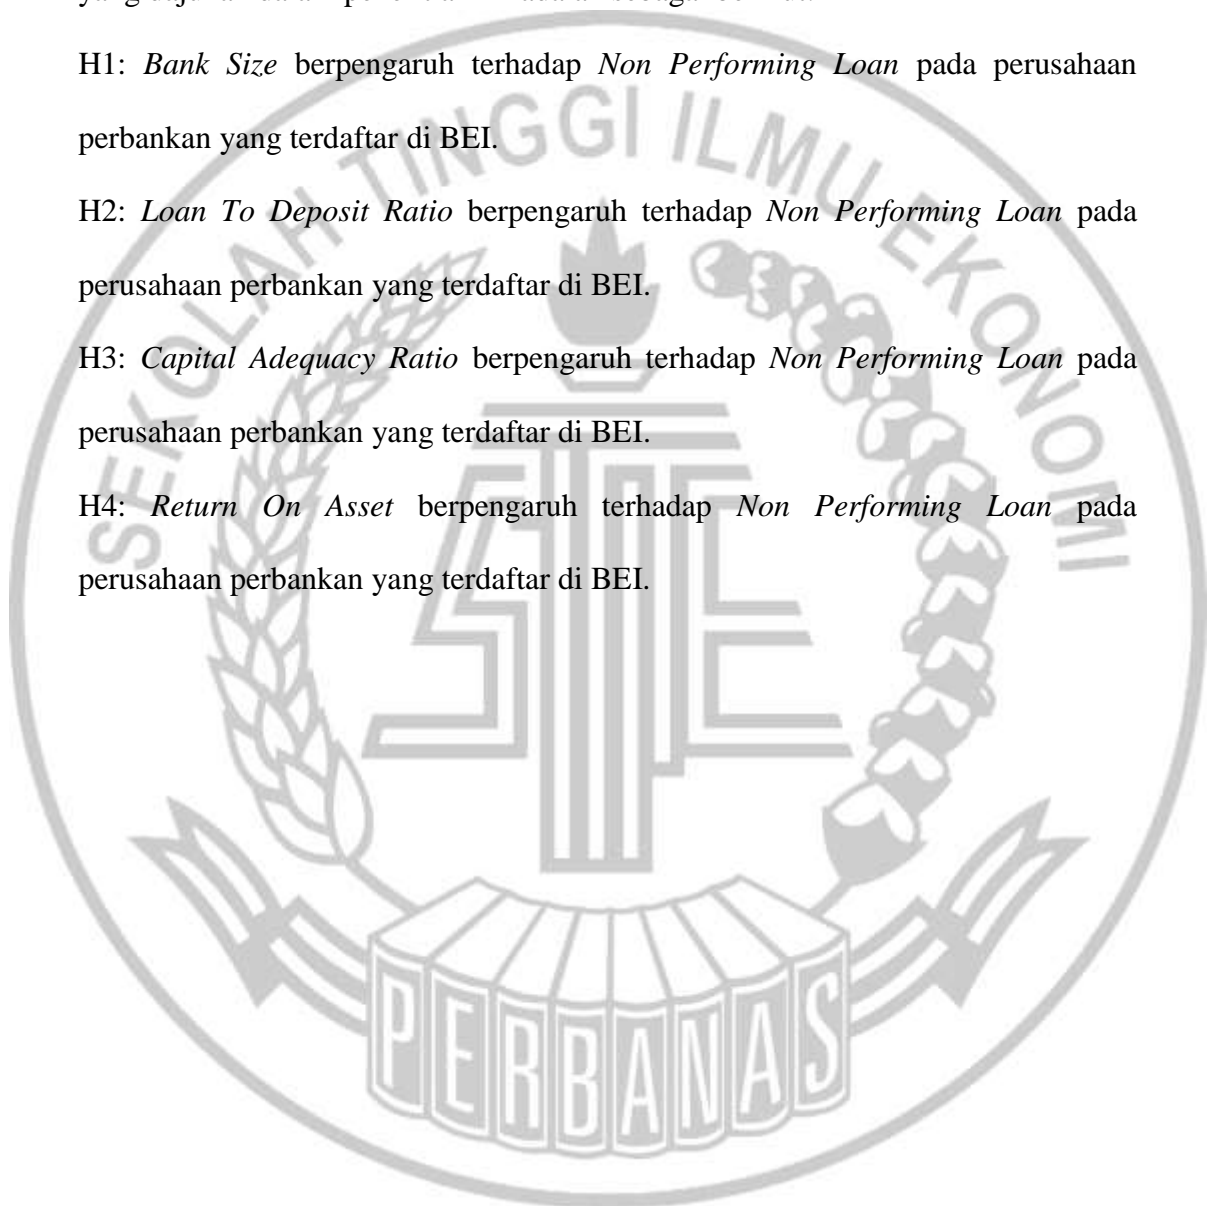 H1: Bank Size berpengaruh terhadap Non Performing Loan pada perusahaan
perbankan yang terdaftar di BEI.
H2: Loan To Deposit Ratio berpengaruh terhadap Non Performing Loan pada
perusahaan perbankan yang terdaftar di BEI.
H3: Capital Adequacy Ratio berpengaruh terhadap Non Performing Loan pada
perusahaan perbankan yang terdaftar di BEI.
H4: Return On Asset berpengaruh terhadap Non Performing Loan pada
perusahaan perbankan yang terdaftar di BEI.
SEKOLAH TINGGI ILMU EKONOMI
PERBANAS